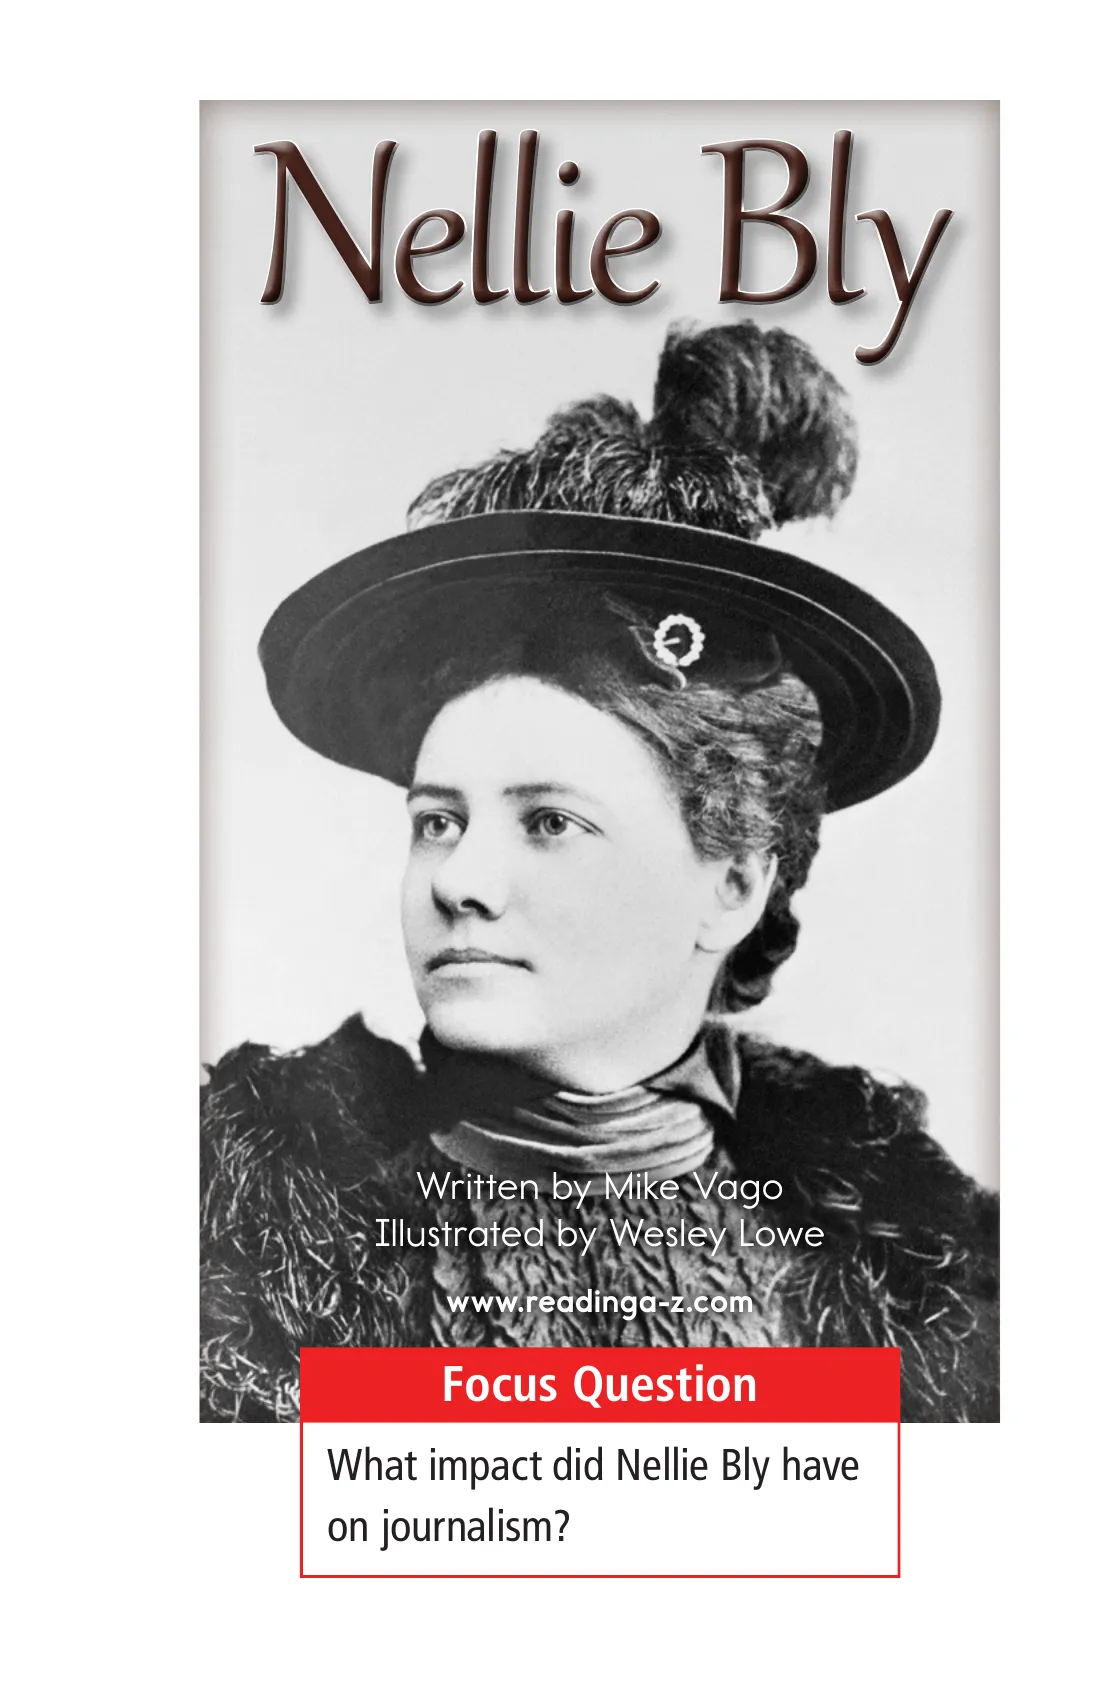 Nellie Bly
Written by Mike Vago
Illustrated by Wesley Lowe
www.readinga-z.com
Focus Question
What impact did Nellie Bly have
on journalism?